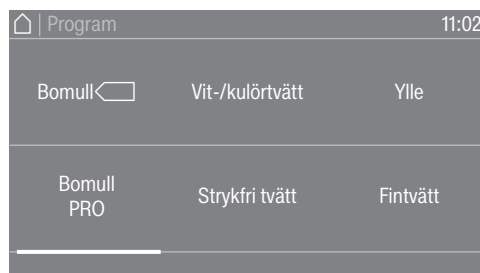 | Program 11:02
Bomull Vit-/kulörtvätt Ylle
Bomull
PRO Strykfri tvätt Fintvätt